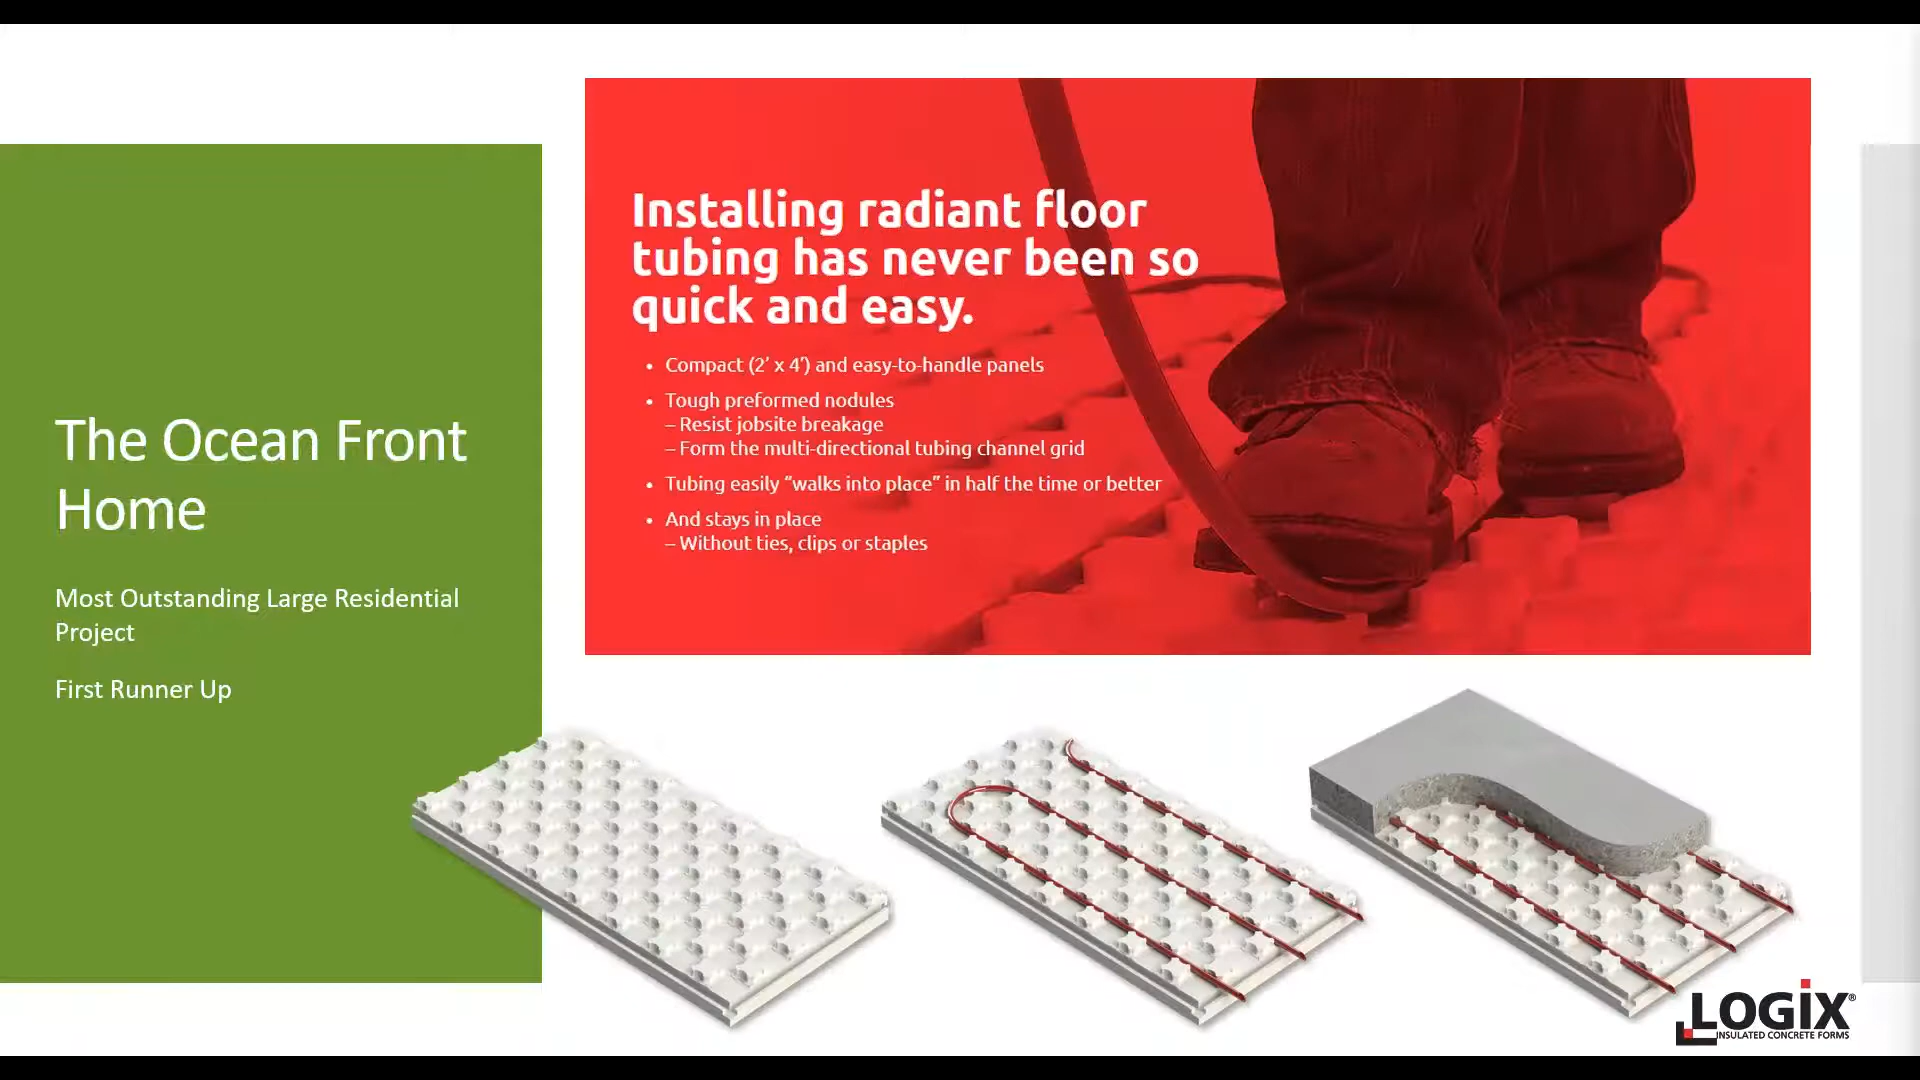 The Ocean Front
Home
Most Outstanding Large Residential
Project
First Runner Up
Installing radiant floor
tubing has never been so
quick and easy.
• Compact (2’ x 4’) and easy-to-handle panels
• Tough preformed nodules
– Resist jobsite breakage
– Form the multi-directional tubing channel grid
• Tubing easily “walks into place” in half the time or better
• And stays in place
– Without ties, clips or staples
LOGiX®
INSULATED CONCRETE FORMS